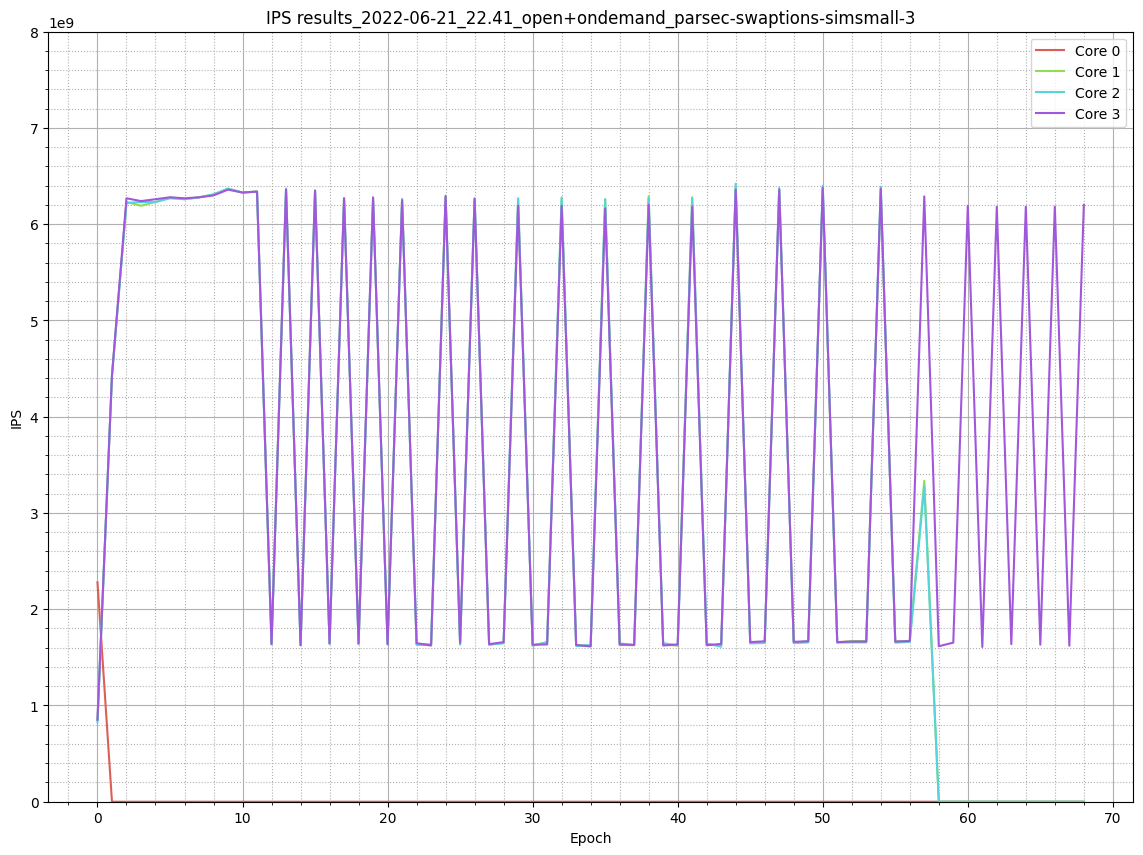 IPS results_2022-06-21_22.41_open+ondemand_parsec-swaptions-simsmall-3
1e9
8
7
6
5
4
3
2
1
0
IPS
Core 0
Core 1
Core 2
Core 3
0 10 20 30 40 50 60 70
Epoch